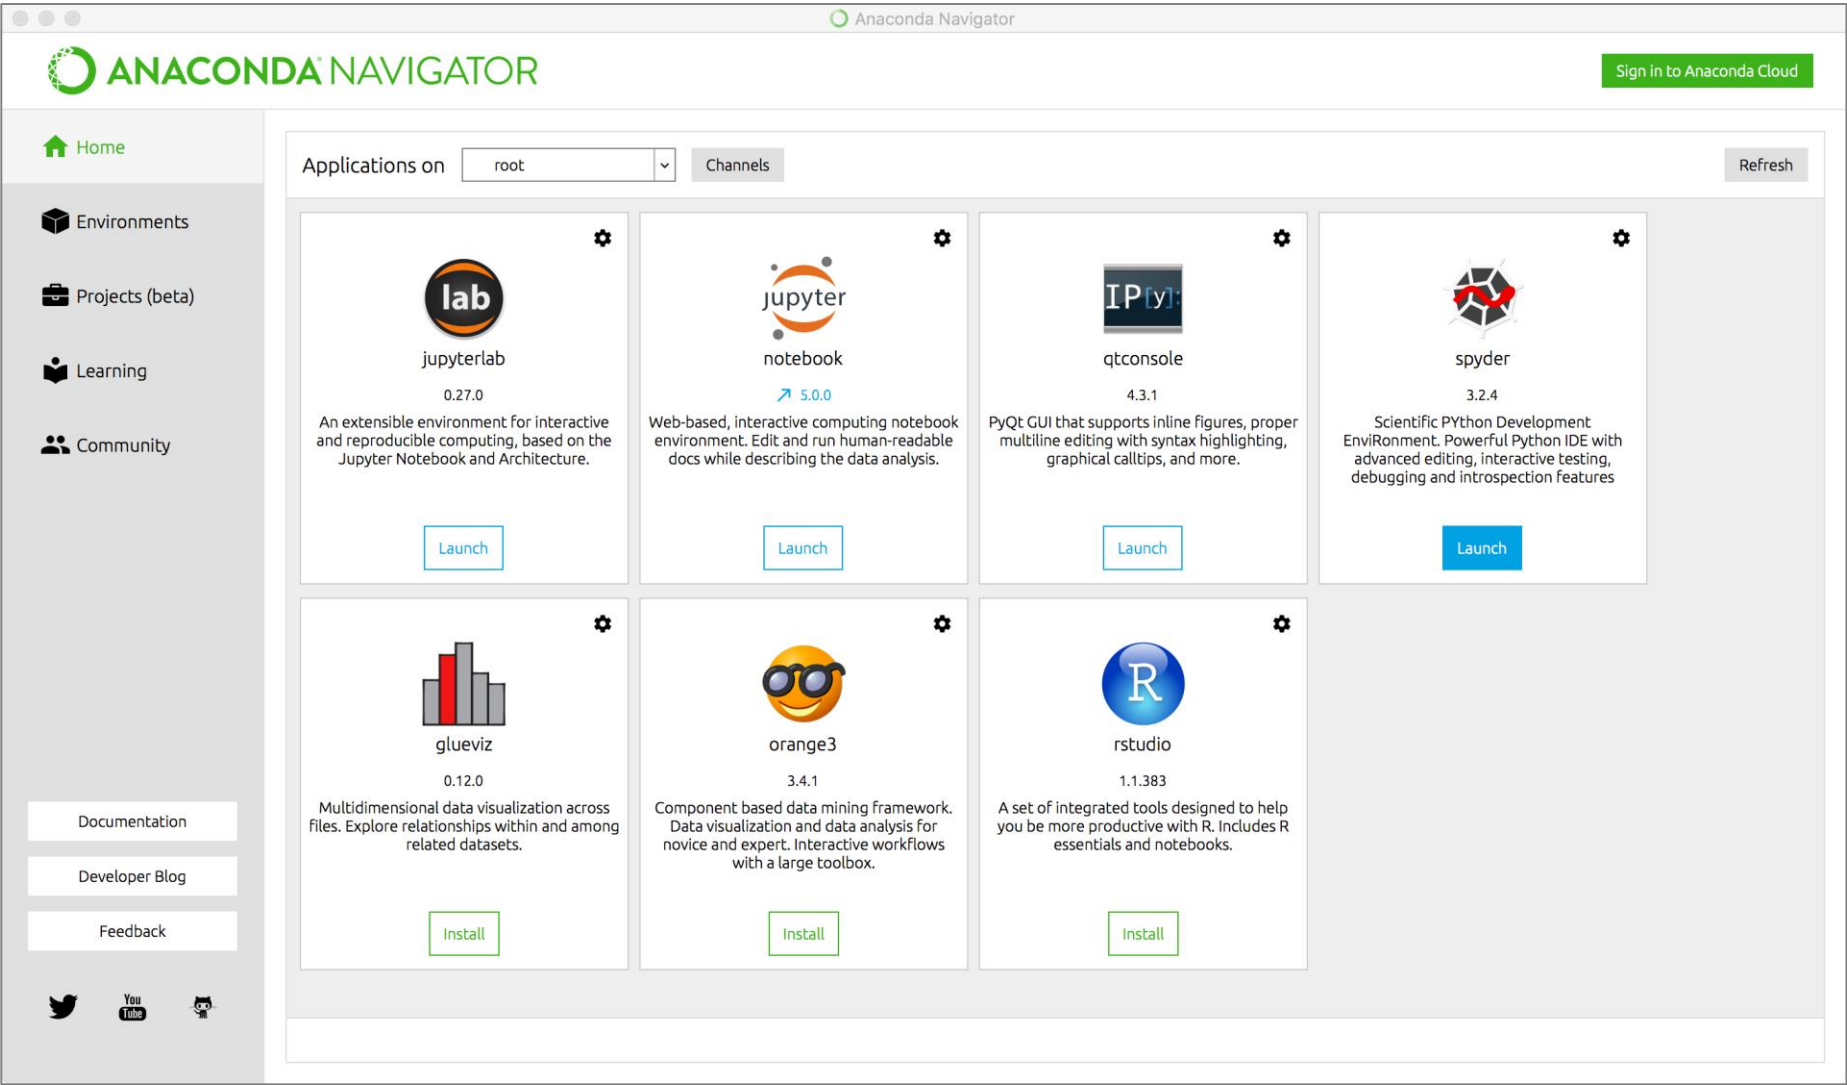 Anaconda Navigator
ANACONDA NAVIGATOR
Sign in to Anaconda Cloud
Home
Environments
Projects (beta)
Learning
Community
Documentation
Developer Blog
Feedback
You
Tube
Applications on
root
Channels
Refresh
lab
jupyterlab
0.27.0
An extensible environment for interactive
and reproducible computing, based on the
Jupyter Notebook and Architecture.
Launch
jupyter
notebook
5.0.0
Web-based, interactive computing notebook
environment. Edit and run human-readable
docs while describing the data analysis.
Launch
IP[y]:
qtconsole
4.3.1
PyQt GUI that supports inline figures, proper
multiline editing with syntax highlighting,
graphical calltips, and more.
Launch
spyder
3.2.4
Scientific PYthon Development
EnviRonment. Powerful Python IDE with
advanced editing, interactive testing,
debugging and introspection features
Launch
glueviz
0.12.0
Multidimensional data visualization across
files. Explore relationships within and among
related datasets.
Install
orange3
3.4.1
Component based data mining framework.
Data visualization and data analysis for
novice and expert. Interactive workflows
with a large toolbox.
Install
R
rstudio
1.1.383
A set of integrated tools designed to help
you be more productive with R. Includes R
essentials and notebooks.
Install